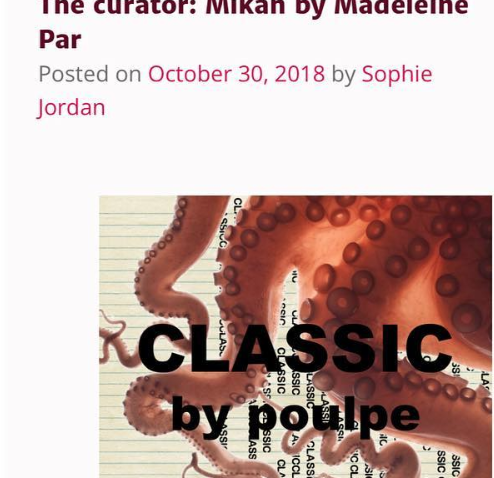 The curator: Mikan by Madeleine
Par
Posted on October 30, 2018 by Sophie
Jordan
CLASSIC
by poulpe